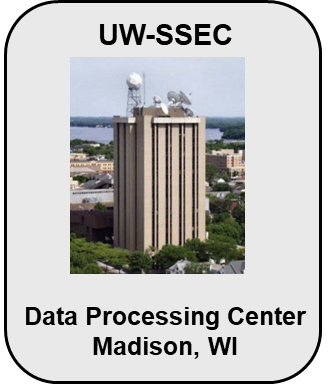 UW-SSEC
Data Processing Center
Madison, WI